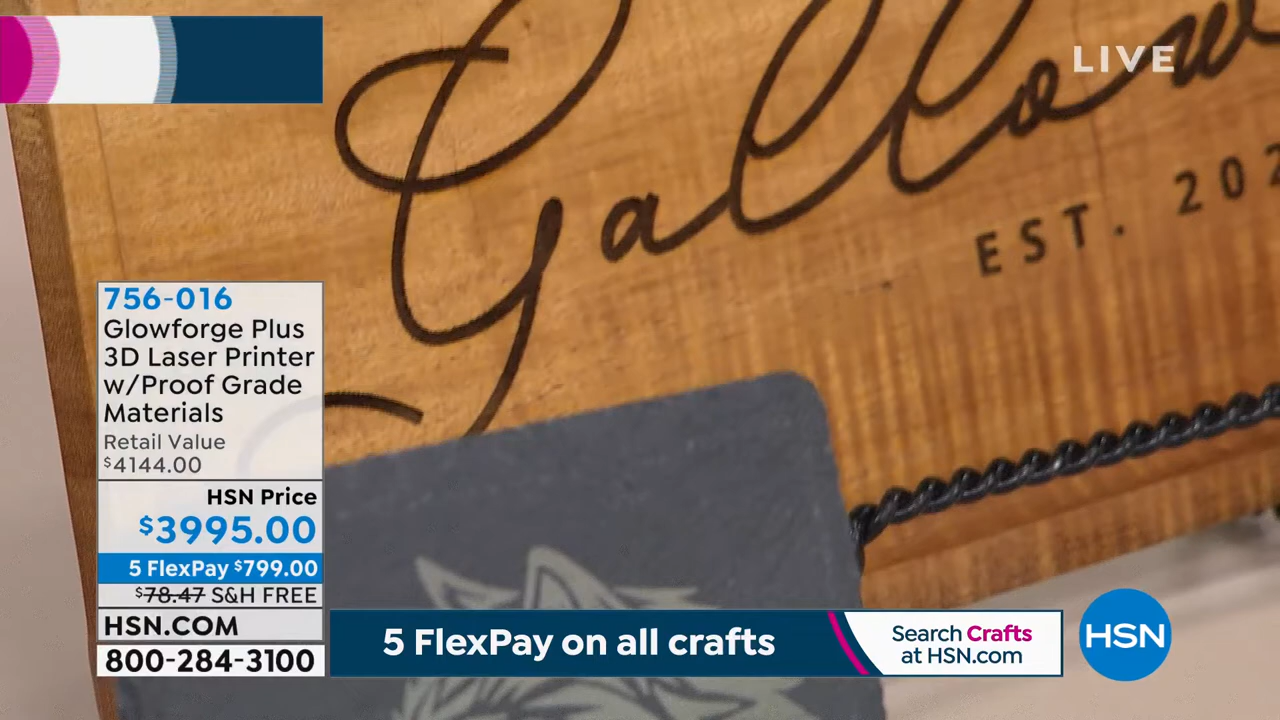 LIVE
Gallow
EST. 202
756-016
Glowforge Plus
3D Laser Printer
w/Proof Grade
Materials
Retail Value
$4144.00
HSN Price
$3995.00
5 FlexPay $799.00
$78.47 S&H FREE
HSN.COM
800-284-3100
5 FlexPay on all crafts
Search Crafts
at HSN.com
HSN